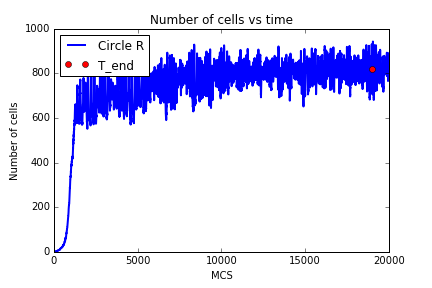 Number of cells vs time
Number of cells
1000
800
600
400
200
0
Circle R
T_end
0
5000
10000
15000
20000
MCS